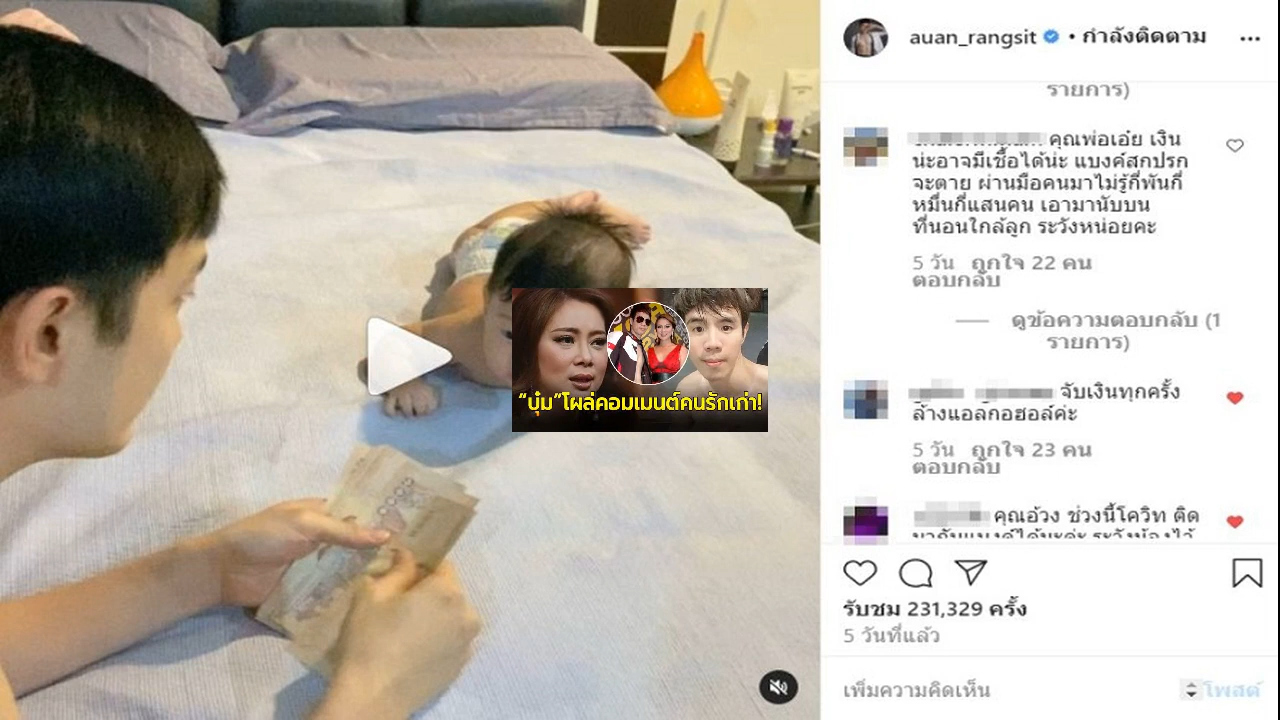 auan_rangsit • กำลังติดตาม
รายการ)
คุณพ่อเอ๋ย เงิน
น่ะอาจมีเชื้อได้น่ะ แบงค์สกปรก
จะตาย ผ่านมือคนมาไม่รู้กี่พันกี่
หมื่นกี่แสนคน เอามานับบน
ที่นอนใกล้ลูก ระวังหน่อยคะ
5 วัน ถูกใจ 22 คน
ตอบกลับ
ดูข้อความตอบกลับ (1
รายการ)
จับเงินทุกครั้ง
ล้างแอลกอฮอล์ค่ะ
5 วัน ถูกใจ 23 คน
ตอบกลับ
คุณอ้วง ช่วงนี้โควิท ติด
รับชม 231,329 ครั้ง
5 วันที่แล้ว
เพิ่มความคิดเห็น
โพสต์
“บุ๋ม”โผล่คอมเมนต์คนรักเก่า!